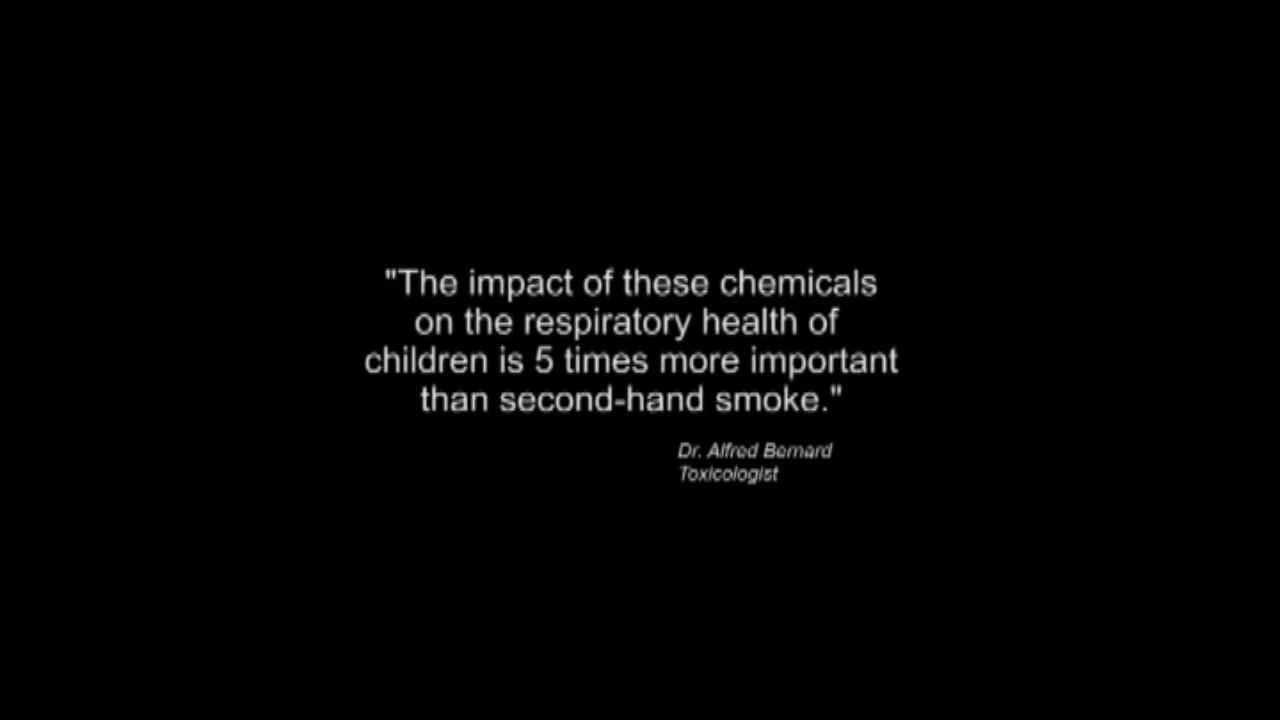 "The impact of these chemicals
on the respiratory health of
children is 5 times more important
than second-hand smoke."
Dr. Alfred Bernard
Toxicologist